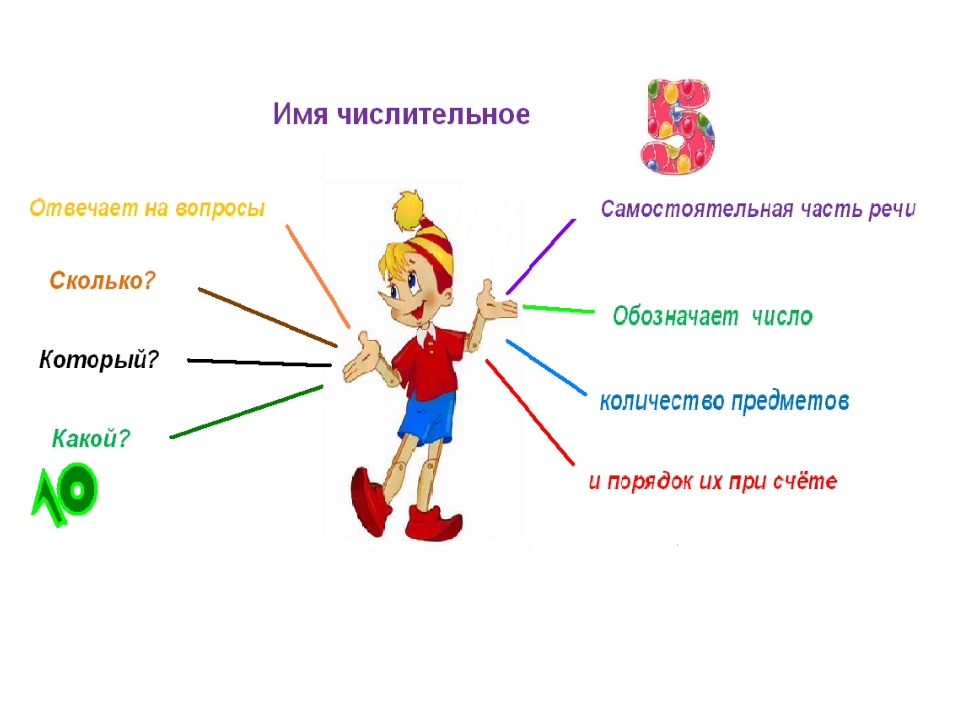 Имя числительное
5
Отвечает на вопросы
Сколько?
Который?
Какой?
10
Самостоятельная часть речи
Обозначает число
количество предметов
и порядок их при счёте